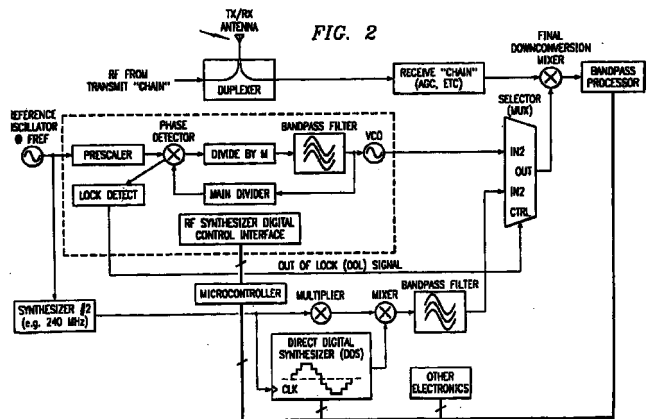 TX/RX
ANTENNA
FIG. 2
FINAL
DOWNCONVERSION
MIXER
RF FROM
TRANSMIT "CHAIN"
DUPLEXER
RECEIVE "CHAIN"
(AGC, ETC)
BANDPASS
PROCESSOR
SELECTOR
(MUX)
REFERENCE
OSCILLATOR
@ FREF
PHASE
DETECTOR
BANDPASS FILTER
VCO
PRESCALER
DIVIDE BY M
IN2
OUT
IN2
CTRL
LOCK DETECT
MAIN DIVIDER
RF SYNTHESIZER DIGITAL
CONTROL INTERFACE
OUT OF LOCK (OOL) SIGNAL
MICROCONTROLLER
MULTIPLIER
MIXER
BANDPASS FILTER
SYNTHESIZER #2
(e.g. 240 MHz)
DIRECT DIGITAL
SYNTHESIZER (DDS)
CLK
OTHER
ELECTRONICS